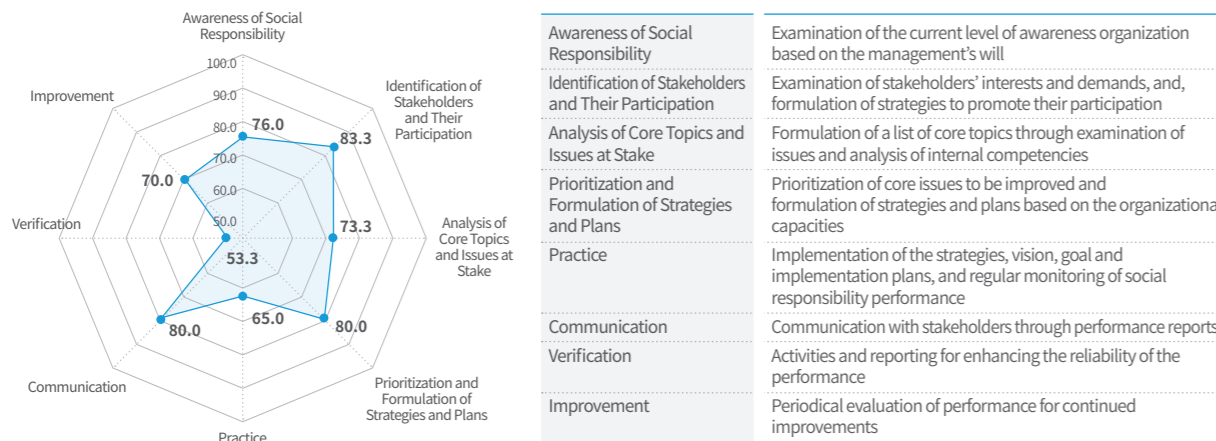 Awareness of Social
Responsibility
100.0
90.0
80.0
70.0
60.0
50.0
Identification of
Stakeholders
and Their
Participation
Analysis of
Core Topics
and Issues at
Stake
Prioritization and
Formulation of
Strategies and Plans
Practice
Communication
Verification
Improvement
76.0
83.3
73.3
80.0
65.0
80.0
53.3
70.0
Awareness of Social
Responsibility
Examination of the current level of awareness organization
based on the management’s will
Identification of Stakeholders
and Their Participation
Examination of stakeholders’ interests and demands, and,
formulation of strategies to promote their participation
Analysis of Core Topics and
Issues at Stake
Formulation of a list of core topics through examination of
issues and analysis of internal competencies
Prioritization and
Formulation of Strategies
and Plans
Prioritization of core issues to be improved and
formulation of strategies and plans based on the organizationa
capacities
Practice
Implementation of the strategies, vision, goal and
implementation plans, and regular monitoring of social
responsibility performance
Communication
Communication with stakeholders through performance reports
Verification
Activities and reporting for enhancing the reliability of the
performance
Improvement
Periodical evaluation of performance for continued
improvements